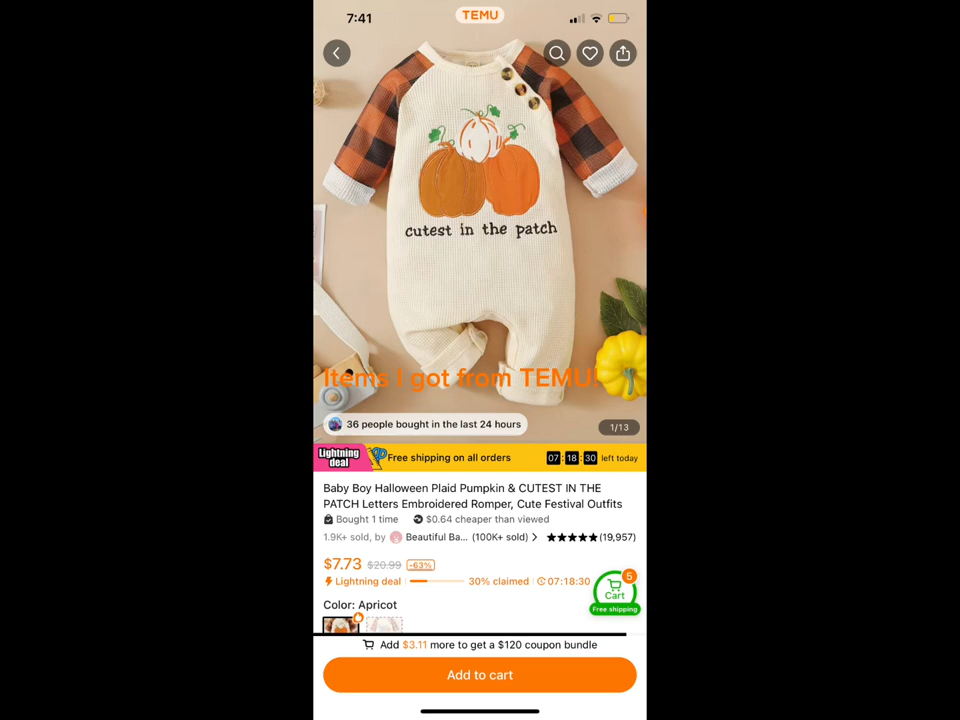 7:41
TEMU
cutest in the patch
Items I got from TEMU!
36 people bought in the last 24 hours
1/13
Lightning deal
Free shipping on all orders
07:18:30 left today
Baby Boy Halloween Plaid Pumpkin & CUTEST IN THE
PATCH Letters Embroidered Romper, Cute Festival Outfits
Bought 1 time $0.64 cheaper than viewed
1.9K+ sold, by Beautiful Ba... (100K+ sold) > (19,957)
$7.73 $20.99 -63%
Lightning deal 30% claimed 07:18:30
5
Cart
Free shipping
Color: Apricot
Add $3.11 more to get a $120 coupon bundle
Add to cart